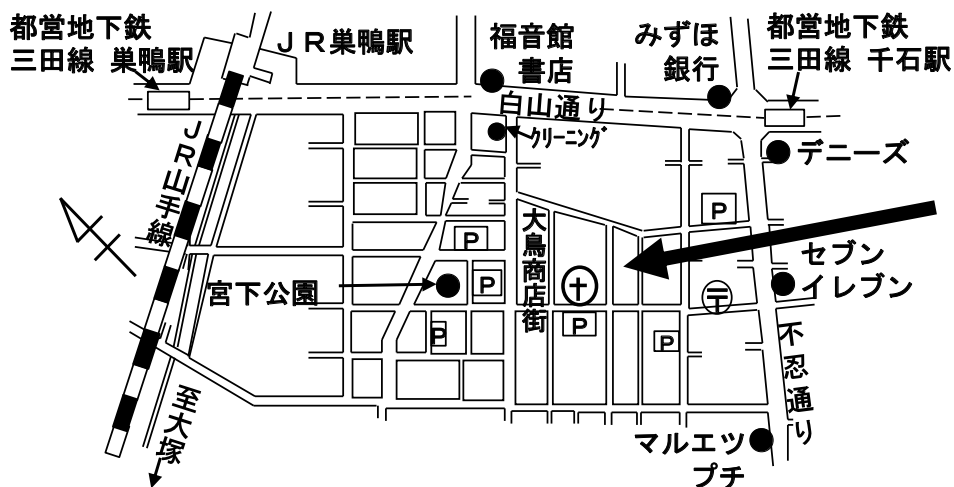 都営地下鉄
三田線 巣鴨駅
JR巣鴨駅
福音館
書店
みずほ
銀行
都営地下鉄
三田線 千石駅
白山通り
クリーニング
デニーズ
JR山手線
P
大鳥商店街
P
セブン
イレブン
宮下公園
P
〒
P
P
P
不忍通り
至大塚
マルエツ
プチ